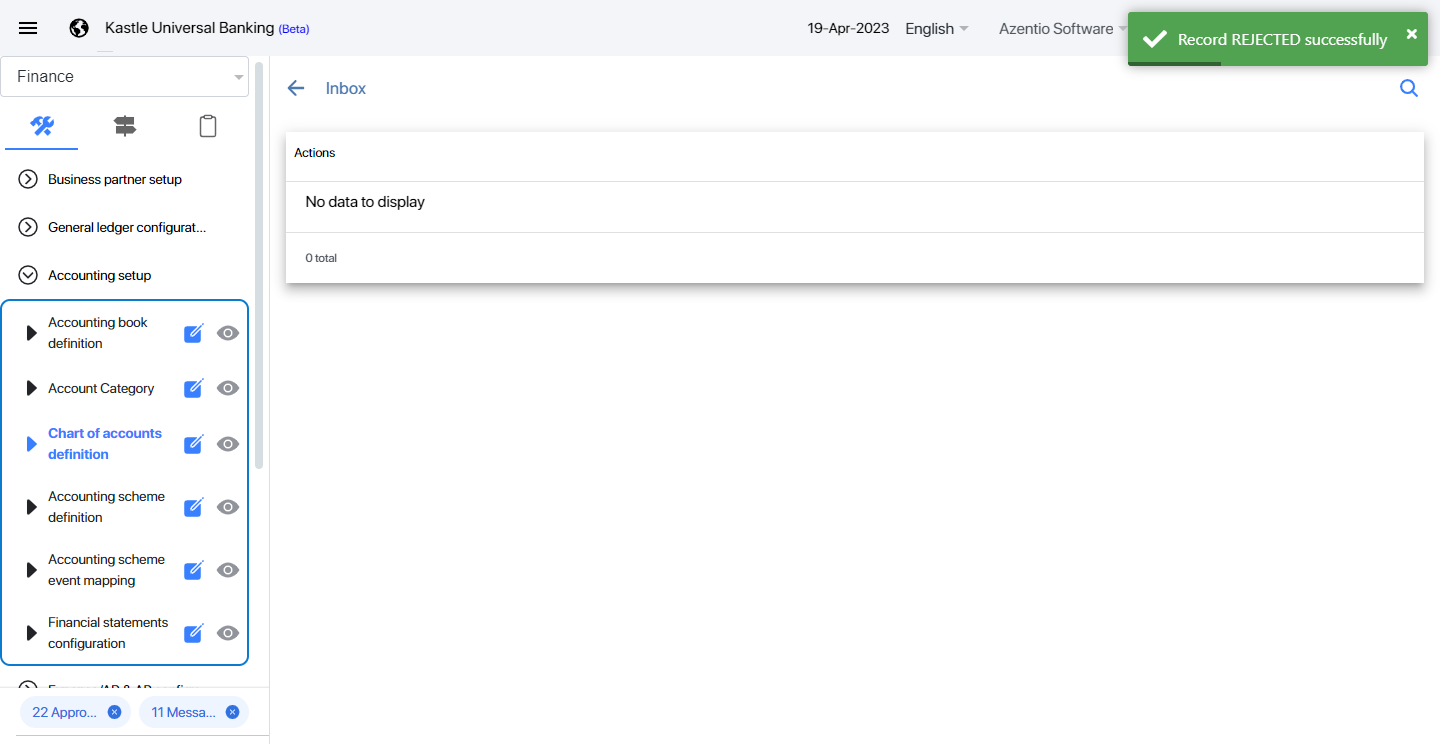 Kastle Universal Banking (Beta)
19-Apr-2023
English
Azentio Software
Record REJECTED successfully
Finance
Inbox
Business partner setup
General ledger configurat...
Accounting setup
Accounting book
definition
Account Category
Chart of accounts
definition
Accounting scheme
definition
Accounting scheme
event mapping
Financial statements
configuration
22 Appro...
11 Messa...
Actions
No data to display
0 total